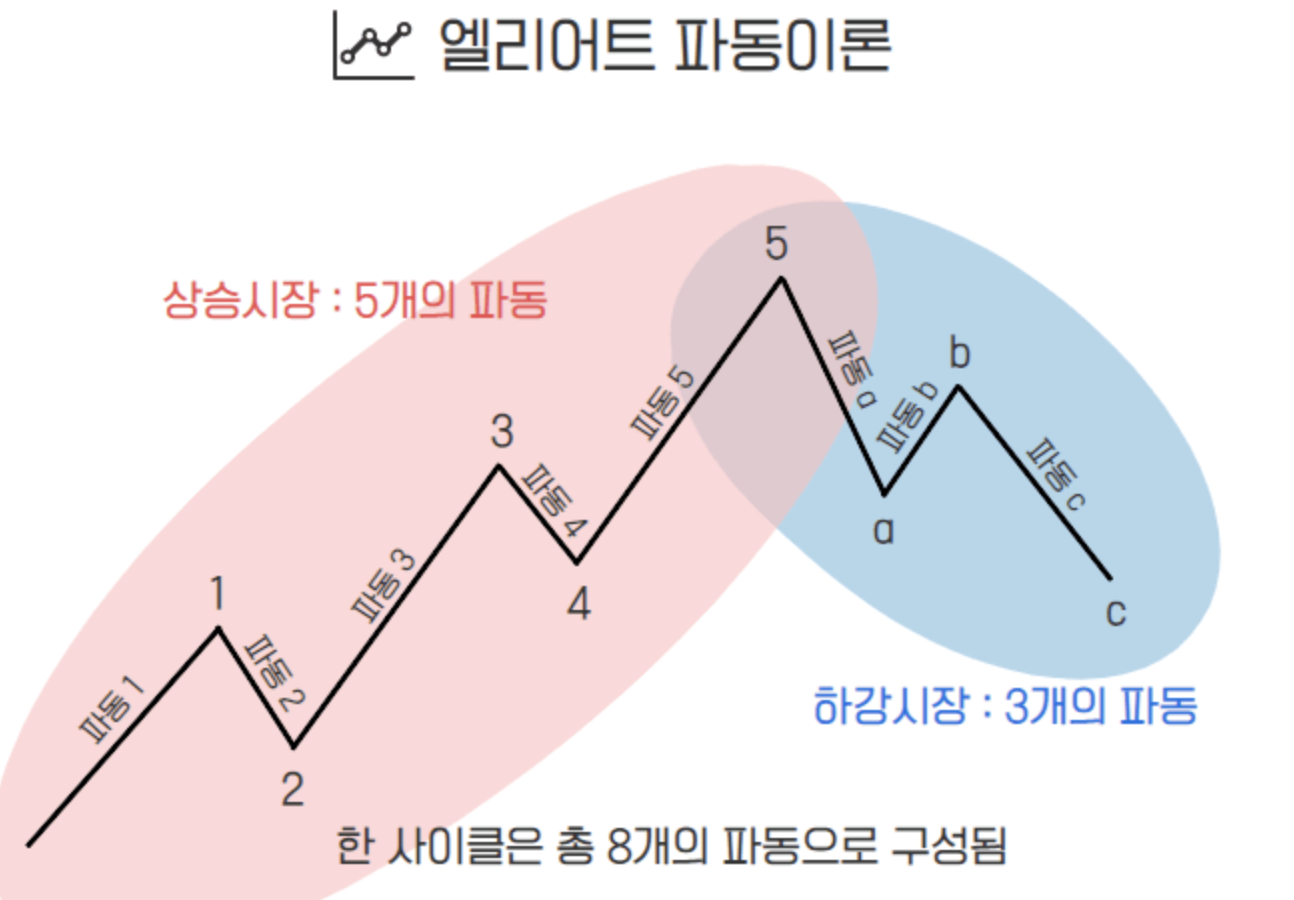 엘리어트 파동이론
상승시장 : 5개의 파동
5
파동 a
b
파동 b
파동 5
3
파동 4
파동 c
a
파동 3
4
1
c
파동 2
파동 1
하강시장 : 3개의 파동
2
한 사이클은 총 8개의 파동으로 구성됨